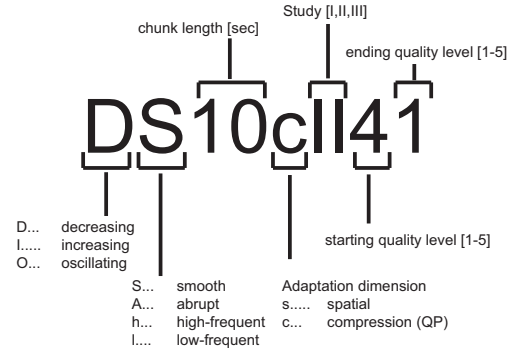 Study [I,II,III]
chunk length [sec]
ending quality level [1-5]
DS10cII41
D... decreasing
I..... increasing
O... oscillating
starting quality level [1-5]
S... smooth
A... abrupt
h... high-frequent
l.... low-frequent
Adaptation dimension
s..... spatial
c... compression (QP)